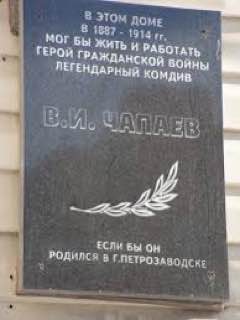 В ЭТОМ ДОМЕ
В 1887 - 1914 гг.
МОГ БЫ ЖИТЬ И РАБОТАТЬ
ГЕРОЙ ГРАЖДАНСКОЙ ВОЙНЫ
ЛЕГЕНДАРНЫЙ КОМДИВ
В.И. ЧАПАЕВ
ЕСЛИ БЫ ОН
РОДИЛСЯ В Г.ПЕТРОЗАВОДСКЕ